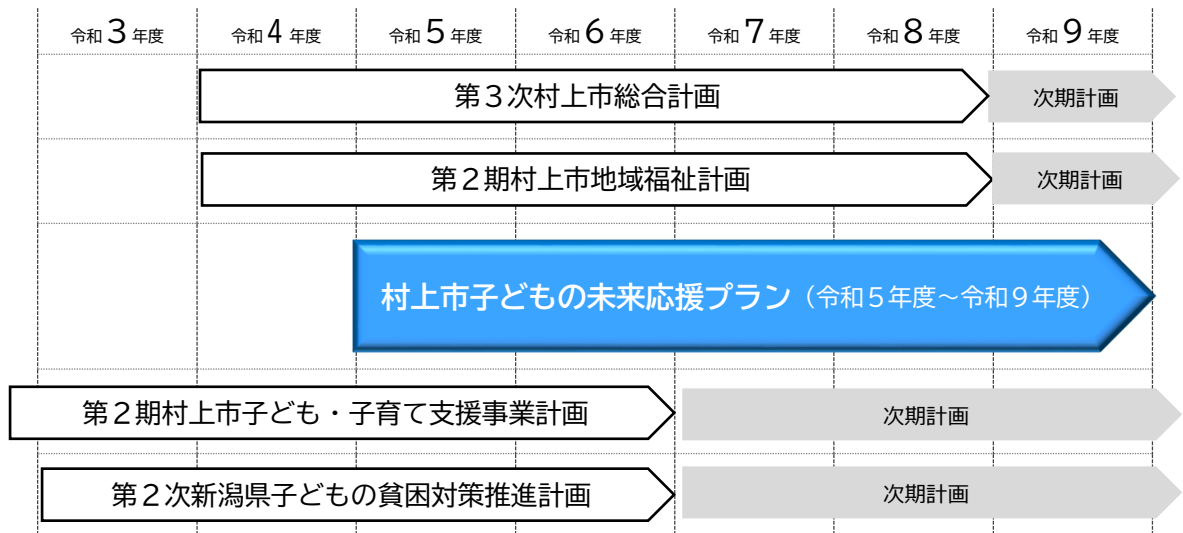 令和3年度 令和4年度 令和5年度 令和6年度 令和7年度 令和8年度 令和9年度
第3次村上市総合計画 次期計画
第2期村上市地域福祉計画 次期計画
村上市子どもの未来応援プラン（令和5年度～令和9年度）
第2期村上市子ども・子育て支援事業計画 次期計画
第2次新潟県子どもの貧困対策推進計画 次期計画